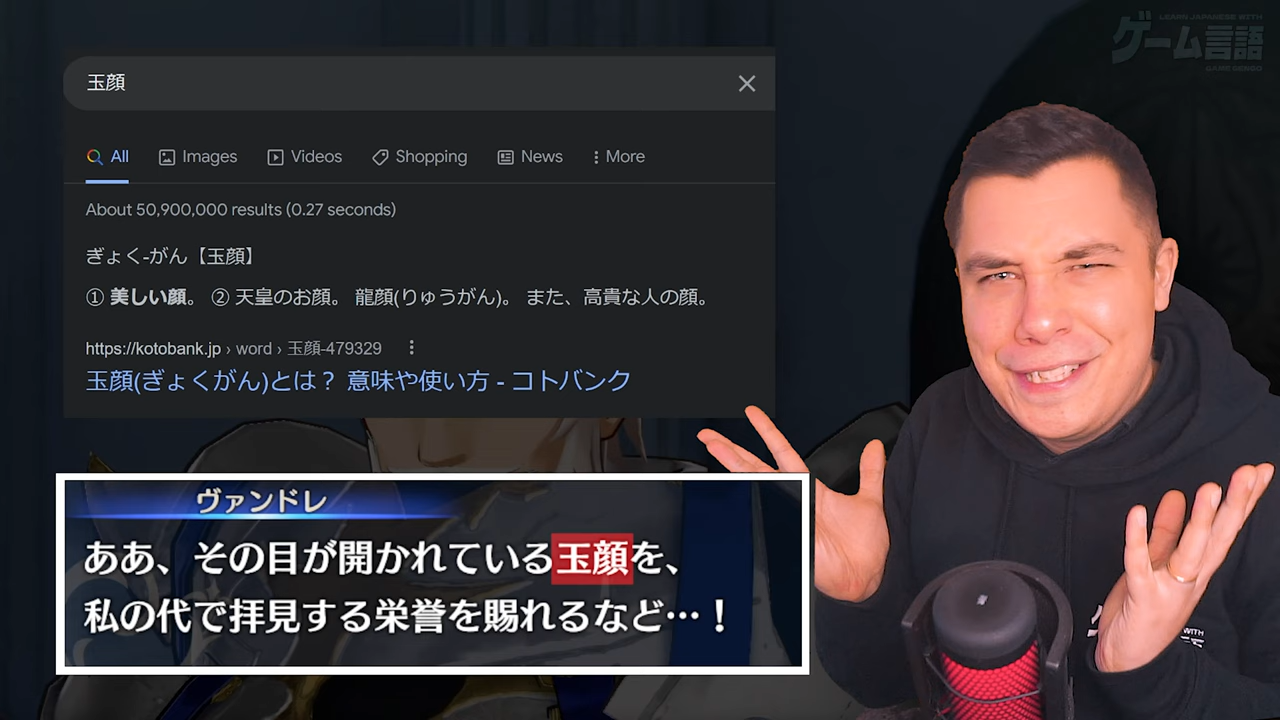 LEARN JAPANESE WITH
ゲーム言語
GAME GENGO
玉顔
All Images Videos Shopping News More
About 50,900,000 results (0.27 seconds)
ぎょく-がん【玉顔】
① 美しい顔。 ② 天皇のお顔。 龍顔(りゅうがん)。 また、高貴な人の顔。
https://kotobank.jp › word › 玉顔-479329
玉顔(ぎょくがん)とは？ 意味や使い方 - コトバンク
ヴァンドレ
ああ、その目が開かれている玉顔を、
私の代で拝見する栄誉を賜れるなど…！
WITH